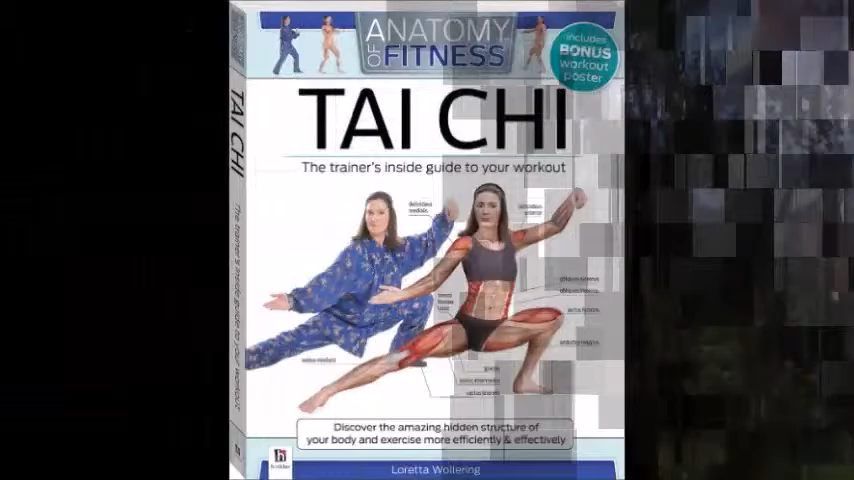 ANATOMY
OF FITNESS
includes
BONUS
workout
poster
TAI CHI
The trainer's inside guide to your workout
TAI CHI
The trainer's inside guide to your workout
deltoideus
medialis
Discover the amazing hidden structure of
your body and exercise more efficiently & effectively
Loretta Wollering